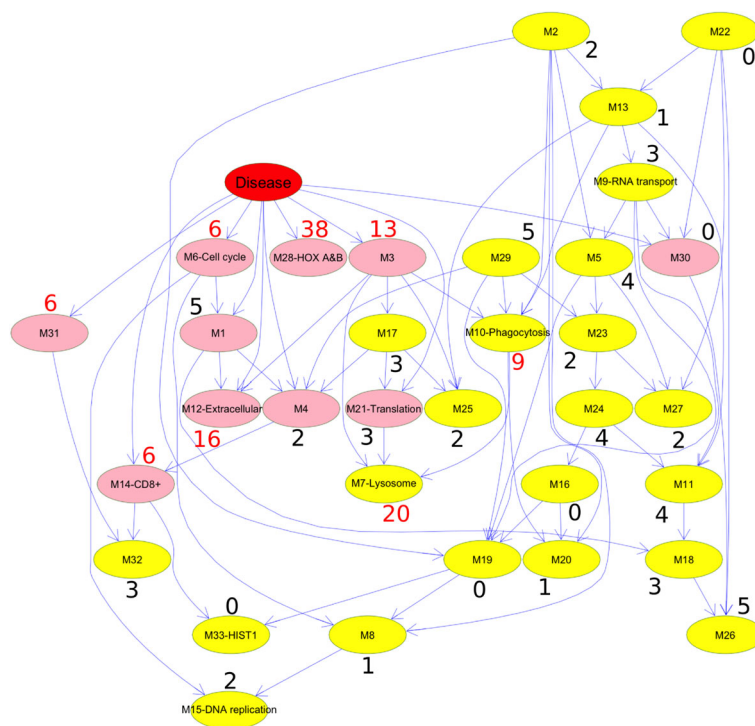 M2
M22
2
0
M13
1
3
Disease
M9-RNA transport
6
38
13
5
0
M6-Cell cycle
M28-HOX A&B
M3
M29
M5
M30
4
6
5
M31
M1
M17
M10-Phagocytosis
M23
3
9
2
M12-Extracellular
M4
M21-Translation
M25
M24
M27
16
2
3
2
4
2
6
M14-CD8+
M7-Lysosome
M16
M11
20
0
4
M32
M19
M20
M18
3
0
1
3
0
5
M33-HIST1
M8
M26
1
2
M15-DNA replication